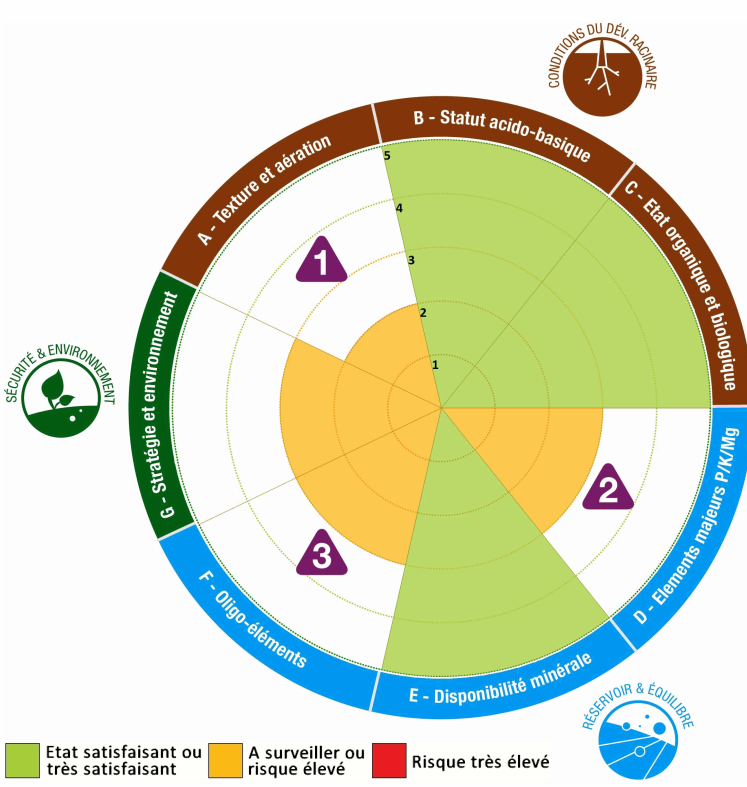 CONDITIONS DU DÉV. RACINAIRE
B - Statut acido-basique
A - Texture et aération
C - Etat organique et biologique
5
4
3
2
1
1
SÉCURITÉ & ENVIRONNEMENT
G - Stratégie et environnement
D - Elements majeurs P/K/Mg
2
3
F - Oligo-éléments
E - Disponibilité minérale
RÉSERVOIR & ÉQUILIBRE
Etat satisfaisant ou
très satisfaisant
A surveiller ou
risque élevé
Risque très élevé